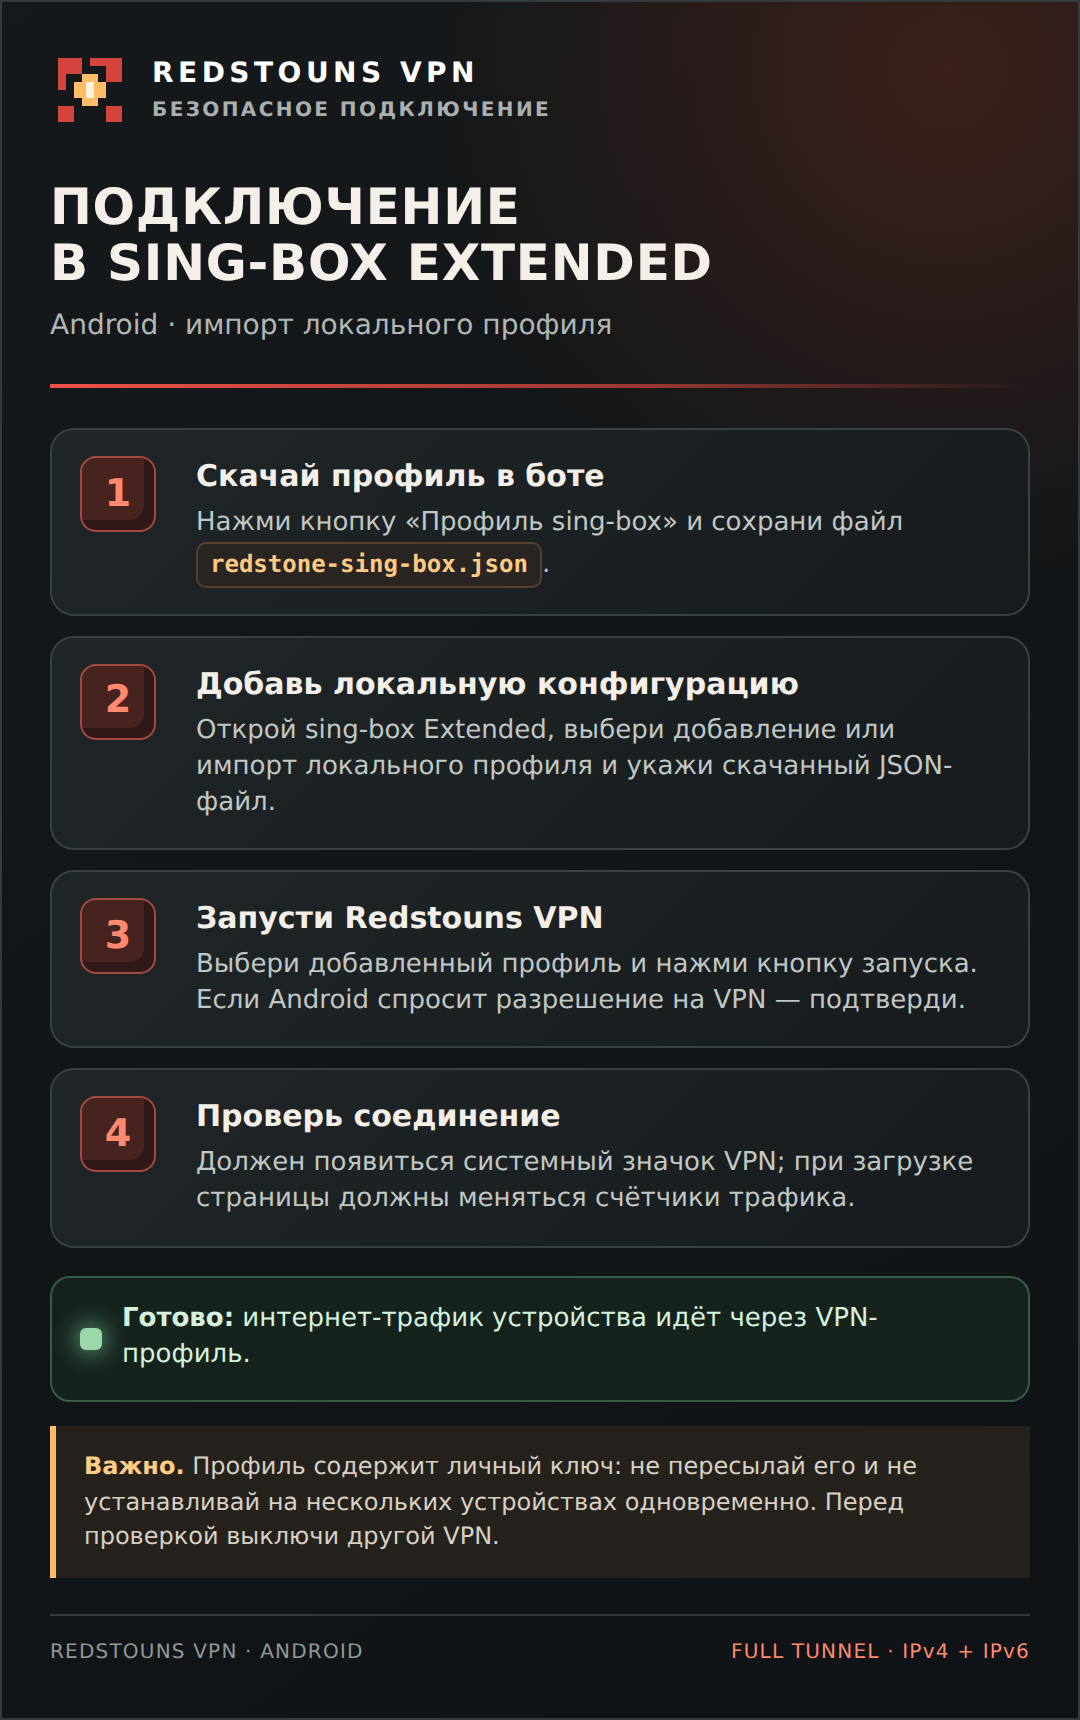 REDSTOUNS VPN
БЕЗОПАСНОЕ ПОДКЛЮЧЕНИЕ
ПОДКЛЮЧЕНИЕ
В SING-BOX EXTENDED
Android · импорт локального профиля
1
Скачай профиль в боте
Нажми кнопку «Профиль sing-box» и сохрани файл
redstone-sing-box.json.
2
Добавь локальную конфигурацию
Открой sing-box Extended, выбери добавление или
импорт локального профиля и укажи скачанный JSON-
файл.
3
Запусти Redstouns VPN
Выбери добавленный профиль и нажми кнопку запуска.
Если Android спросит разрешение на VPN — подтверди.
4
Проверь соединение
Должен появиться системный значок VPN; при загрузке
страницы должны меняться счётчики трафика.
Готово: интернет-трафик устройства идёт через VPN-
профиль.
Важно. Профиль содержит личный ключ: не пересылай его и не
устанавливай на нескольких устройствах одновременно. Перед
проверкой выключи другой VPN.
REDSTOUNS VPN · ANDROID
FULL TUNNEL · IPv4 + IPv6